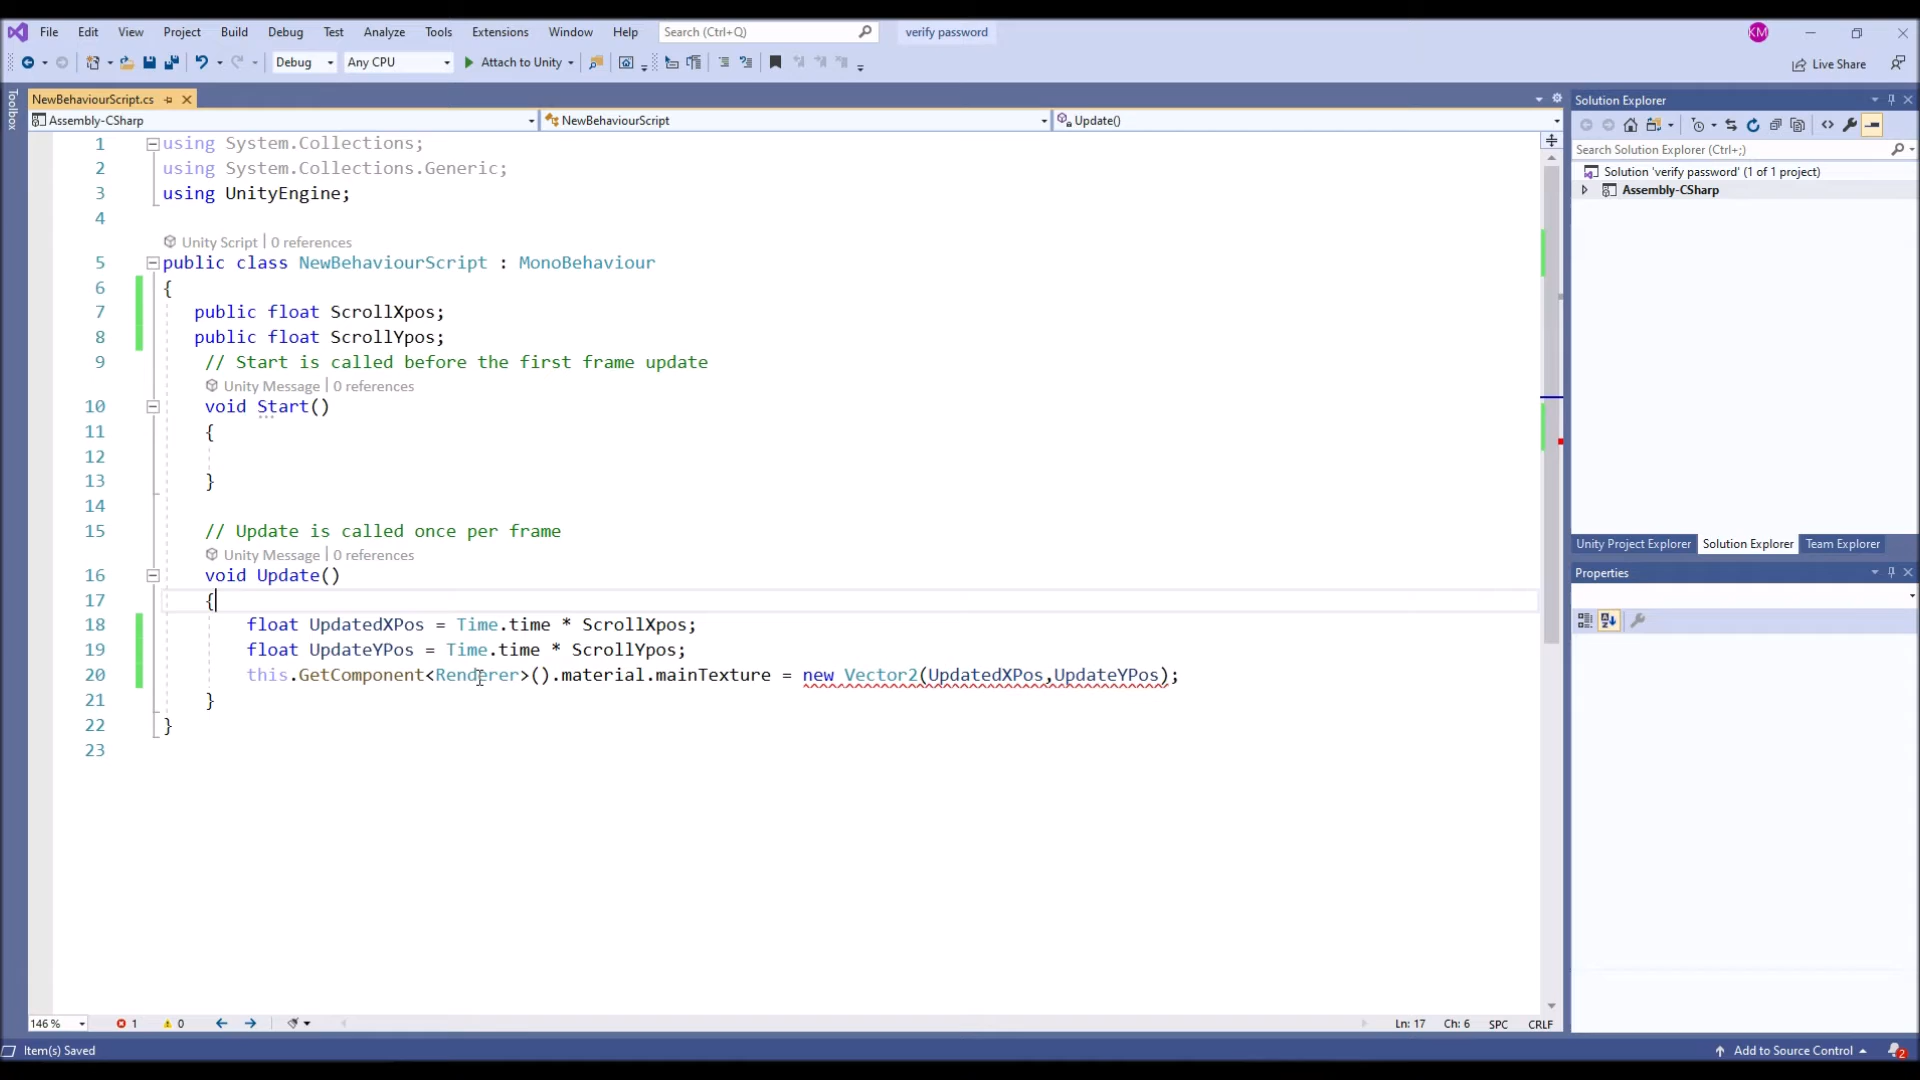 File Edit View Project Build Debug Test Analyze Tools Extensions Window Help Search (Ctrl+Q) verify password KM
Debug Any CPU Attach to Unity Live Share
Toolbox
NewBehaviourScript.cs
Assembly-CSharp NewBehaviourScript Update()
1 using System.Collections;
2 using System.Collections.Generic;
3 using UnityEngine;
4
Unity Script | 0 references
5 public class NewBehaviourScript : MonoBehaviour
6 {
7 public float ScrollXpos;
8 public float ScrollYpos;
9 // Start is called before the first frame update
Unity Message | 0 references
10 void Start()
11 {
12
13 }
14
15 // Update is called once per frame
Unity Message | 0 references
16 void Update()
17 {
18 float UpdatedXPos = Time.time * ScrollXpos;
19 float UpdateYPos = Time.time * ScrollYpos;
20 this.GetComponent<Renderer>().material.mainTexture = new Vector2(UpdatedXPos,UpdateYPos);
21 }
22 }
23
Solution Explorer
Search Solution Explorer (Ctrl+;)
Solution 'verify password' (1 of 1 project)
Assembly-CSharp
Unity Project Explorer Solution Explorer Team Explorer
Properties
146 % 1 0 Ln: 17 Ch: 6 SPC CRLF
Item(s) Saved Add to Source Control 2